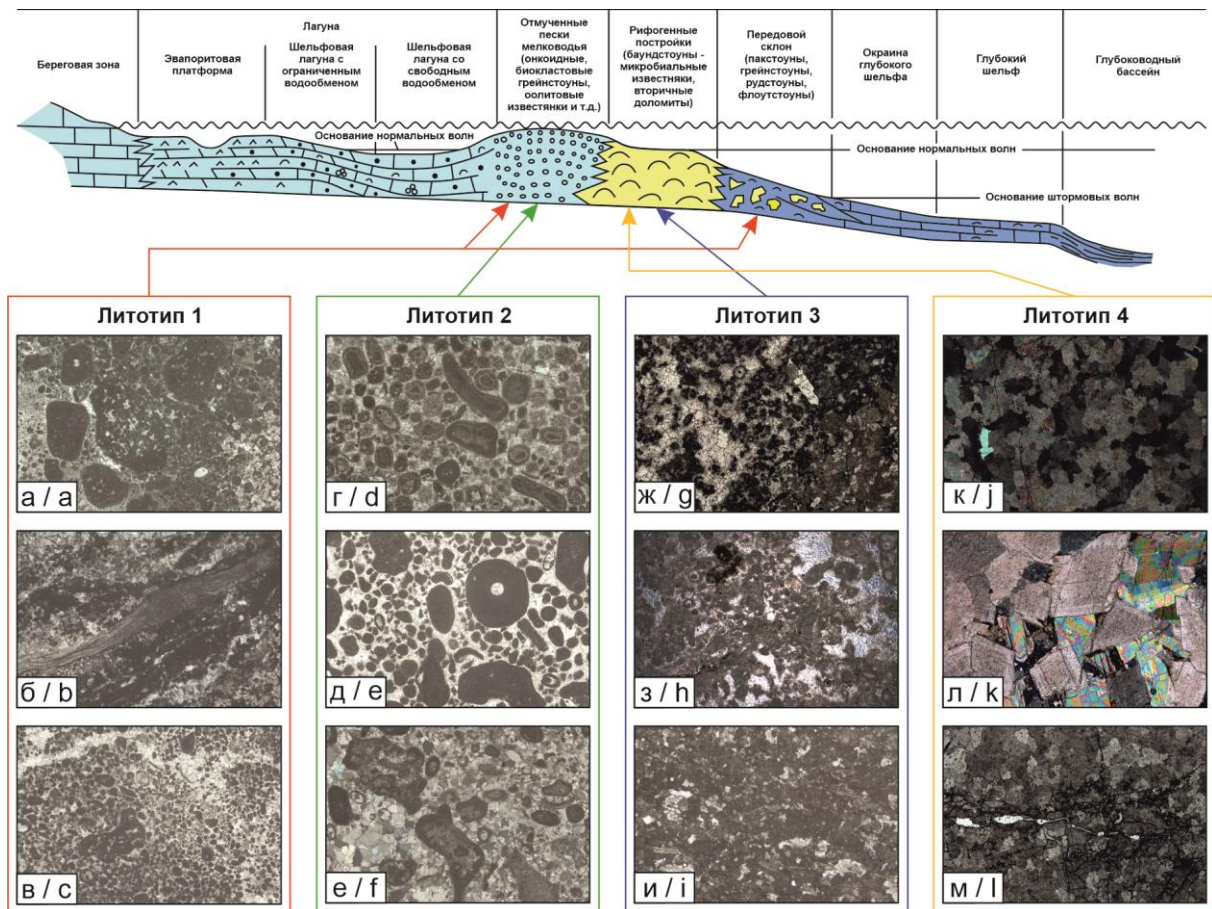 Береговая зона
Эвапоритовая
платформа
Лагуна
Шельфовая
лагуна с
ограниченным
водообменом
Шельфовая
лагуна со
свободным
водообменом
Отмученные
пески
мелководья
(онкоидные,
биокластовые
грейнстоуны,
оолитовые
известянки и т.д.)
Рифогенные
постройки
(баундстоуны -
микробиальные
известняки,
вторичные
доломиты)
Передовой
склон
(пакстоуны,
грейнстоуны,
рудстоуны,
флоутстоуны)
Окраина
глубокого
шельфа
Глубокий
шельф
Глубоководный
бассейн
Основание нормальных волн
Основание нормальных волн
Основание штормовых волн
Литотип 1
а / a
б / b
в / c
Литотип 2
г / d
д / e
е / f
Литотип 3
ж / g
з / h
и / i
Литотип 4
к / j
л / k
м / l